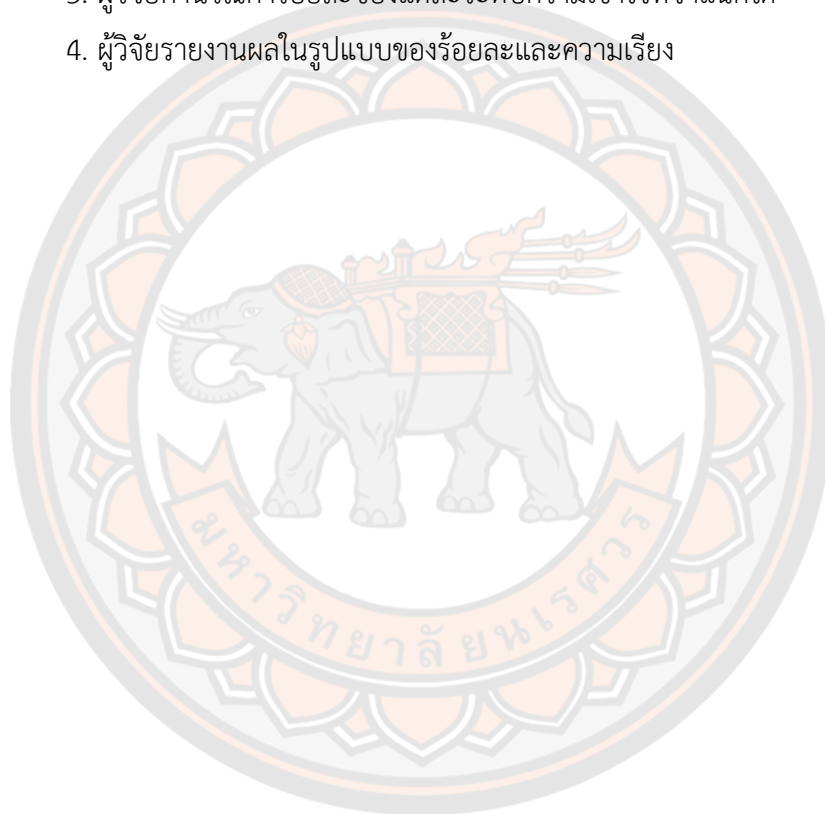 4. ผู้วิจัยรายงานผลในรูปแบบของร้อยละและความเรียง
มหาวิทยาลัยนเรศวร